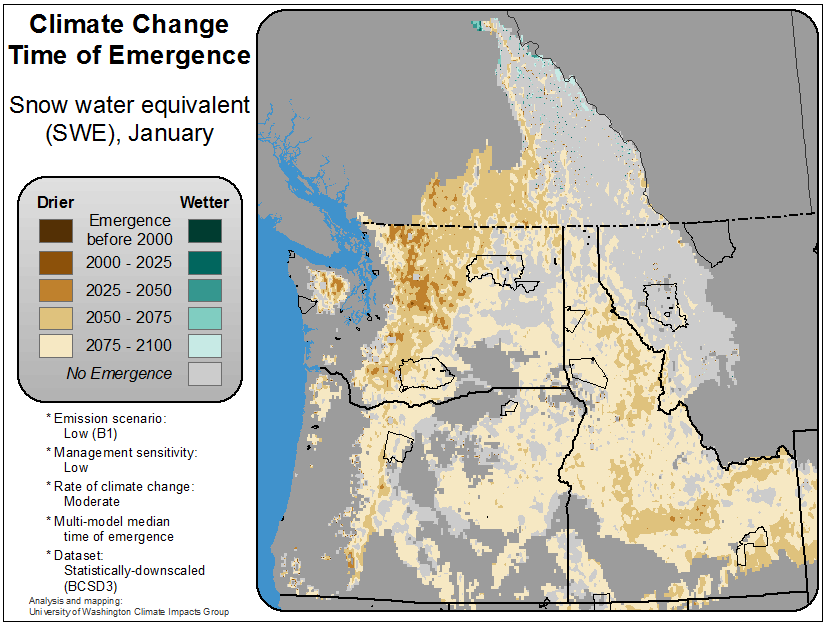 Climate Change
Time of Emergence
Snow water equivalent
(SWE), January
Drier Wetter
Emergence
before 2000
2000 - 2025
2025 - 2050
2050 - 2075
2075 - 2100
No Emergence
* Emission scenario:
Low (B1)
* Management sensitivity:
Low
* Rate of climate change:
Moderate
* Multi-model median
time of emergence
* Dataset:
Statistically-downscaled
(BCSD3)
Analysis and mapping:
University of Washington Climate Impacts Group